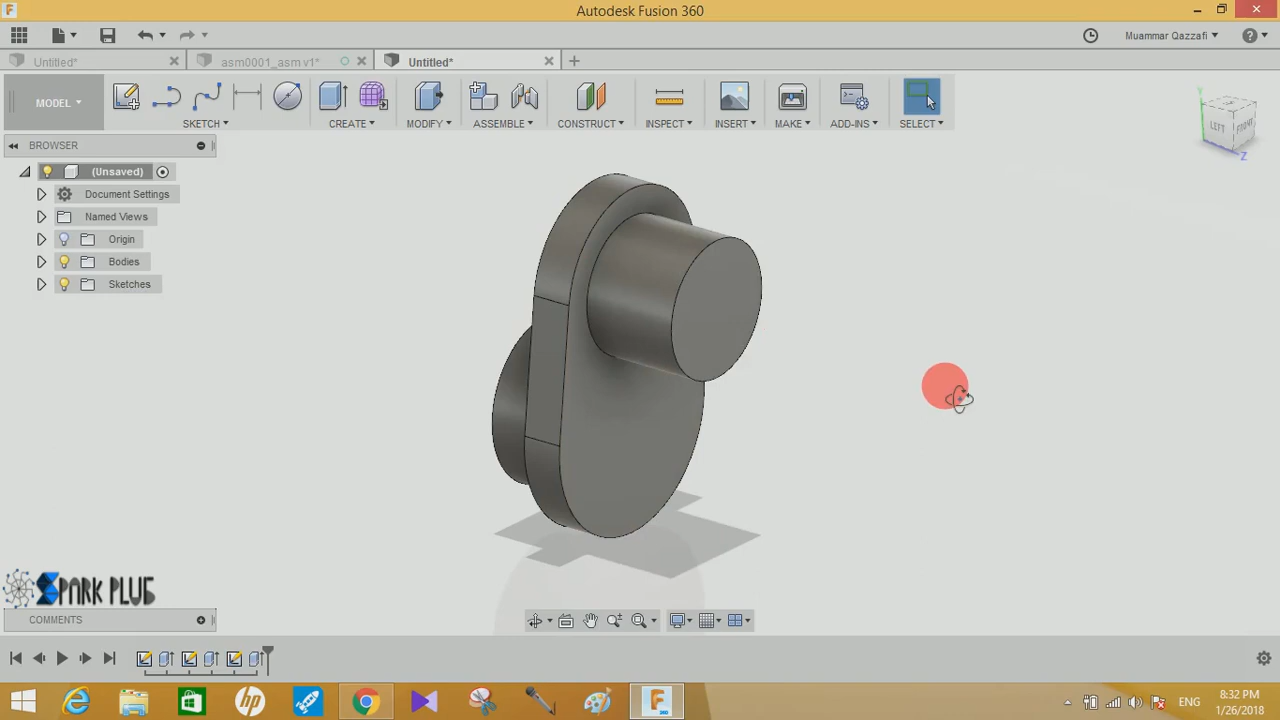 Autodesk Fusion 360
Muammar Qazzafi
Untitled*
asm0001_asm v1*
Untitled*
MODEL
SKETCH
CREATE
MODIFY
ASSEMBLE
CONSTRUCT
INSPECT
INSERT
MAKE
ADD-INS
SELECT
LEFT
FRONT
Y
Z
BROWSER
(Unsaved)
Document Settings
Named Views
Origin
Bodies
Sketches
SPARK PLUG
COMMENTS
ENG
8:32 PM
1/26/2018